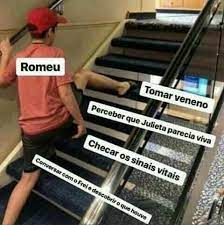 Romeu
Tomar veneno
Perceber que Julieta parecia viva
Checar os sinais vitais
Conversar com o Frei e descobrir o que houve